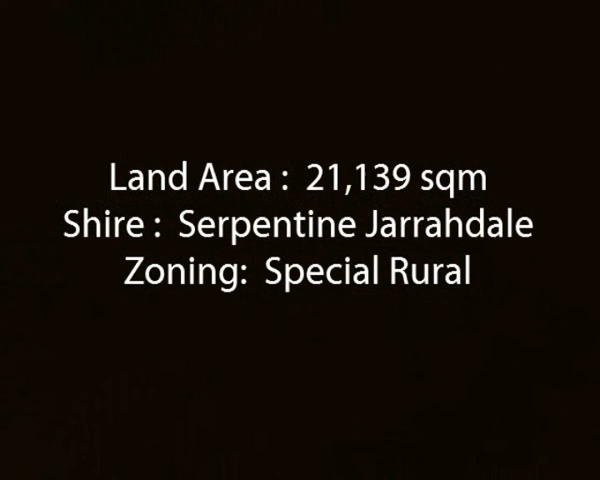 Land Area :  21,139 sqm
Shire :  Serpentine Jarrahdale
Zoning:  Special Rural